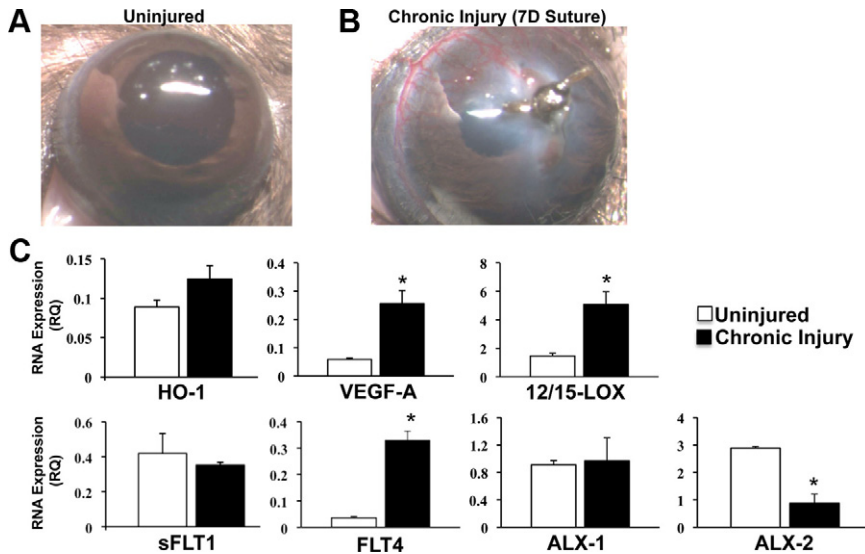 A
Uninjured
B
Chronic Injury (7D Suture)
C
RNA Expression
(RQ)
0.15
0.1
0.05
0
HO-1
0.4
0.3
0.2
0.1
0
*
VEGF-A
8
6
4
2
0
*
12/15-LOX
Uninjured
Chronic Injury
RNA Expression
(RQ)
0.6
0.4
0.2
0
sFLT1
0.4
0.3
0.2
0.1
0
*
FLT4
1.6
1.2
0.8
0.4
0
ALX-1
4
3
2
1
0
*
ALX-2